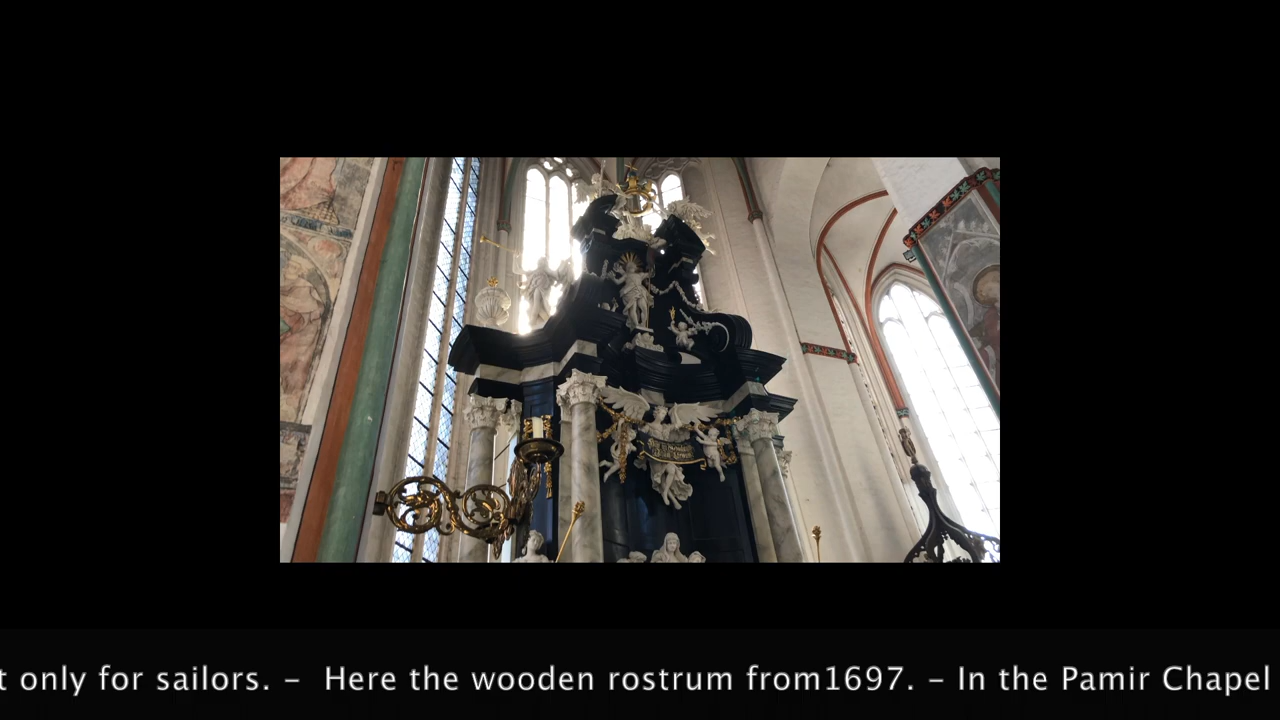 t only for sailors. – Here the wooden rostrum from1697. – In the Pamir Chapel